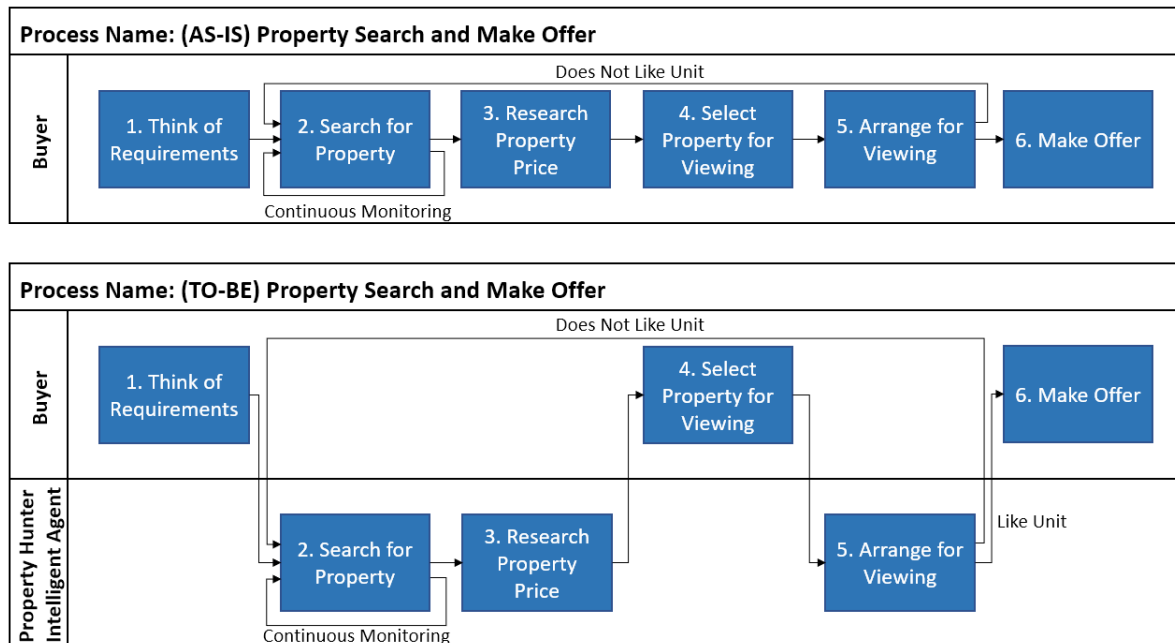 Process Name: (AS-IS) Property Search and Make Offer
Buyer
Does Not Like Unit
1. Think of
Requirements
2. Search for
Property
3. Research
Property
Price
4. Select
Property for
Viewing
5. Arrange for
Viewing
6. Make Offer
Continuous Monitoring
Process Name: (TO-BE) Property Search and Make Offer
Buyer
Does Not Like Unit
1. Think of
Requirements
4. Select
Property for
Viewing
6. Make Offer
Property Hunter
Intelligent Agent
2. Search for
Property
3. Research
Property
Price
5. Arrange for
Viewing
Like Unit
Continuous Monitoring